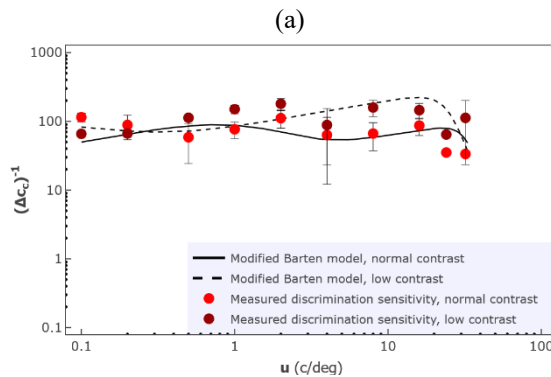 (a)
1000
100
10
1
0.1
(Δc_C)^-1
0.1
1
10
100
u (c/deg)
Modified Barten model, normal contrast
Modified Barten model, low contrast
Measured discrimination sensitivity, normal contrast
Measured discrimination sensitivity, low contrast